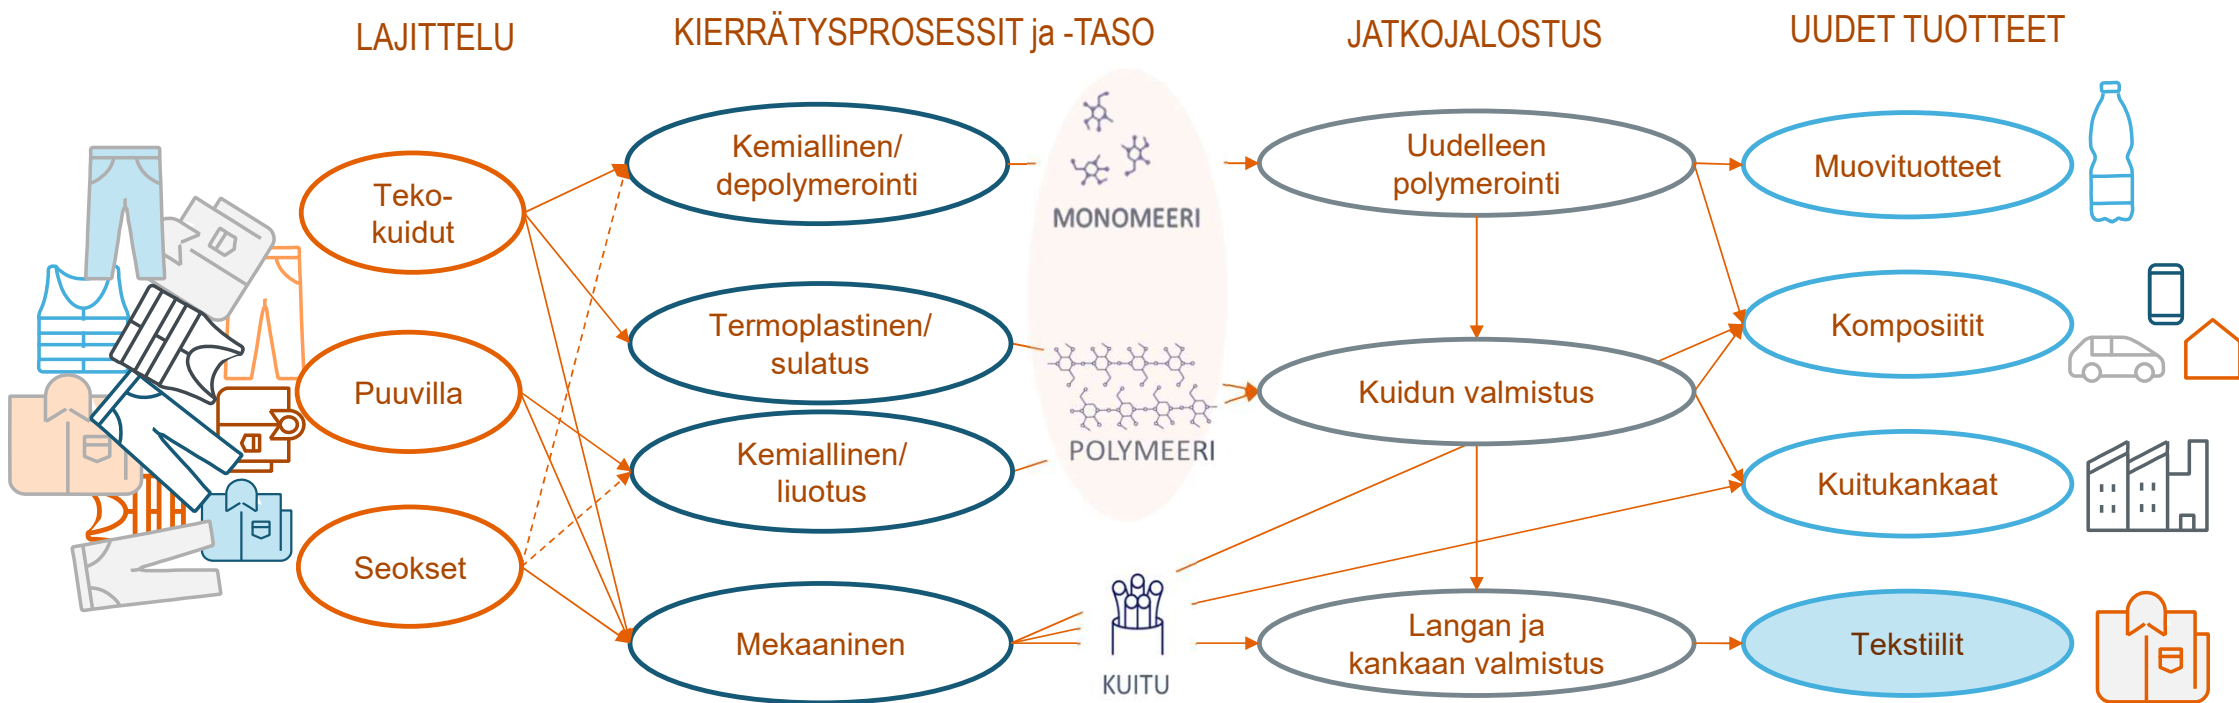 LAJITTELU
KIERRÄTYSPROSESSIT ja -TASO
JATKOJALOSTUS
UUDET TUOTTEET
Teko-
kuidut
Puuvilla
Seokset
Kemiallinen/
depolymerointi
Termoplastinen/
sulatus
Kemiallinen/
liuotus
Mekaaninen
MONOMEERI
POLYMEERI
KUITU
Uudelleen
polymerointi
Kuidun valmistus
Langan ja
kankaan valmistus
Muovituotteet
Komposiitit
Kuitukankaat
Tekstiilit